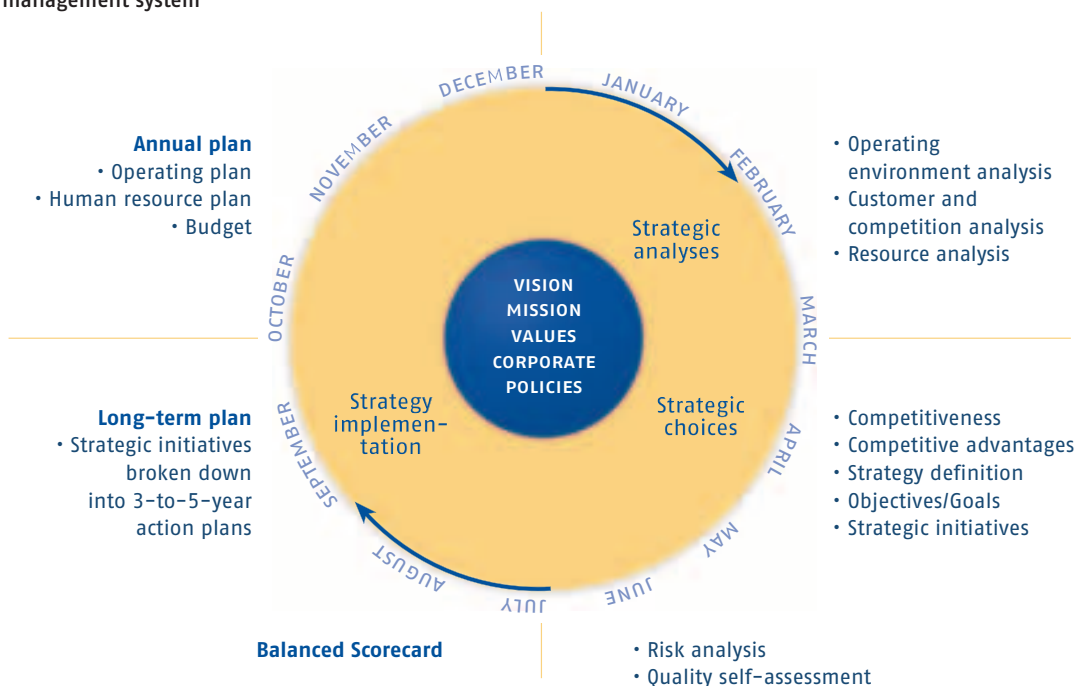 management system
DECEMBER
JANUARY
FEBRUARY
MARCH
APRIL
MAY
JUNE
JULY
AUGUST
SEPTEMBER
OCTOBER
NOVEMBER
Annual plan
• Operating plan
• Human resource plan
• Budget
• Operating
environment analysis
• Customer and
competition analysis
• Resource analysis
Strategic
analyses
VISION
MISSION
VALUES
CORPORATE
POLICIES
Strategy
implemen-
tation
Strategic
choices
Long-term plan
• Strategic initiatives
broken down
into 3-to-5-year
action plans
• Competitiveness
• Competitive advantages
• Strategy definition
• Objectives/Goals
• Strategic initiatives
Balanced Scorecard
• Risk analysis
• Quality self-assessment